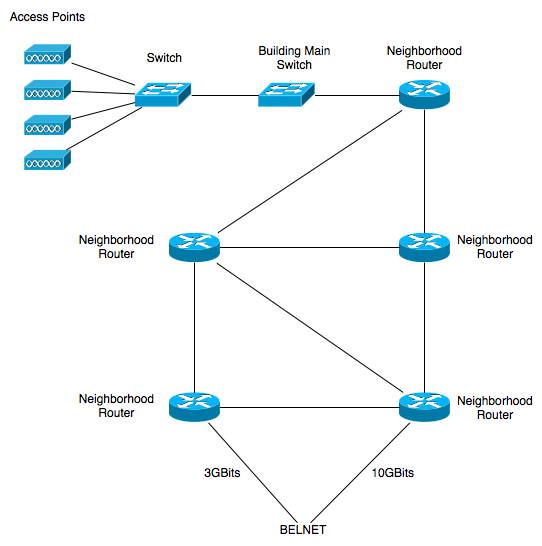 Access Points
Switch
Building Main
Switch
Neighborhood
Router
Neighborhood
Router
Neighborhood
Router
Neighborhood
Router
Neighborhood
Router
3GBits
10GBits
BELNET